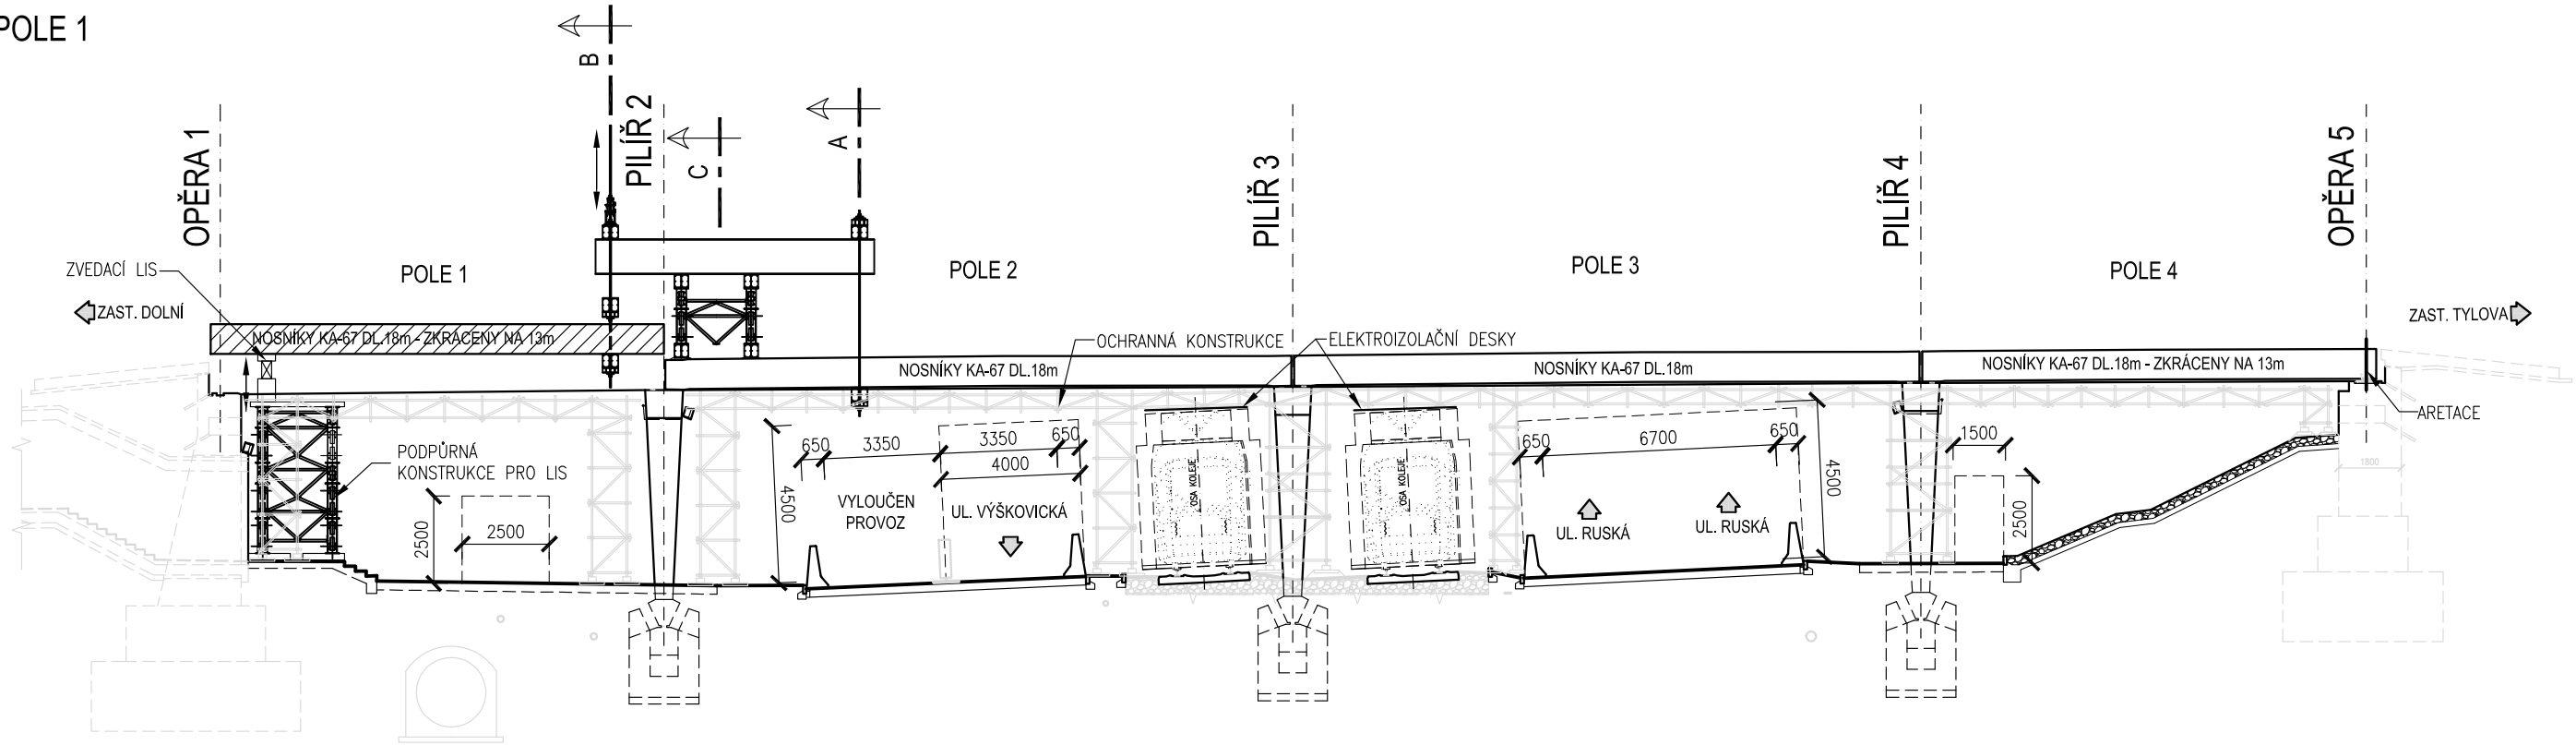 POLE 1
B
PILÍŘ 2
C
A
OPĚRA 1
PILÍŘ 3
PILÍŘ 4
OPĚRA 5
ZVEDACÍ LIS
POLE 1
POLE 2
POLE 3
POLE 4
ZAST. DOLNÍ
ZAST. TYLOVA
NOSNÍKY KA-67 DL.18m - ZKRÁCENY NA 13m
OCHRANNÁ KONSTRUKCE
ELEKTROIZOLAČNÍ DESKY
NOSNÍKY KA-67 DL.18m
NOSNÍKY KA-67 DL.18m
NOSNÍKY KA-67 DL.18m - ZKRÁCENY NA 13m
ARETACE
PODPŮRNÁ
KONSTRUKCE PRO LIS
2500
2500
4500
650
3350
3350
650
4000
VYLOUČEN
PROVOZ
UL. VÝŠKOVICKÁ
OSA KOLEJE
OSA KOLEJE
650
6700
650
4500
UL. RUSKÁ
UL. RUSKÁ
1500
2500
1800